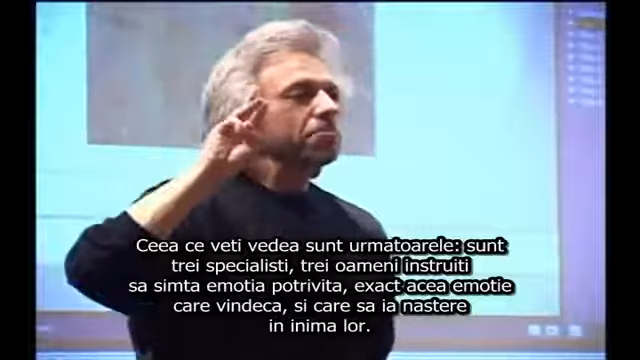 Ceea ce veti vedea sunt urmatoarele: sunt
trei specialisti, trei oameni instruiti
sa simta emotia potrivita, exact acea emotie
care vindeca, si care sa ia nastere
in inima lor.